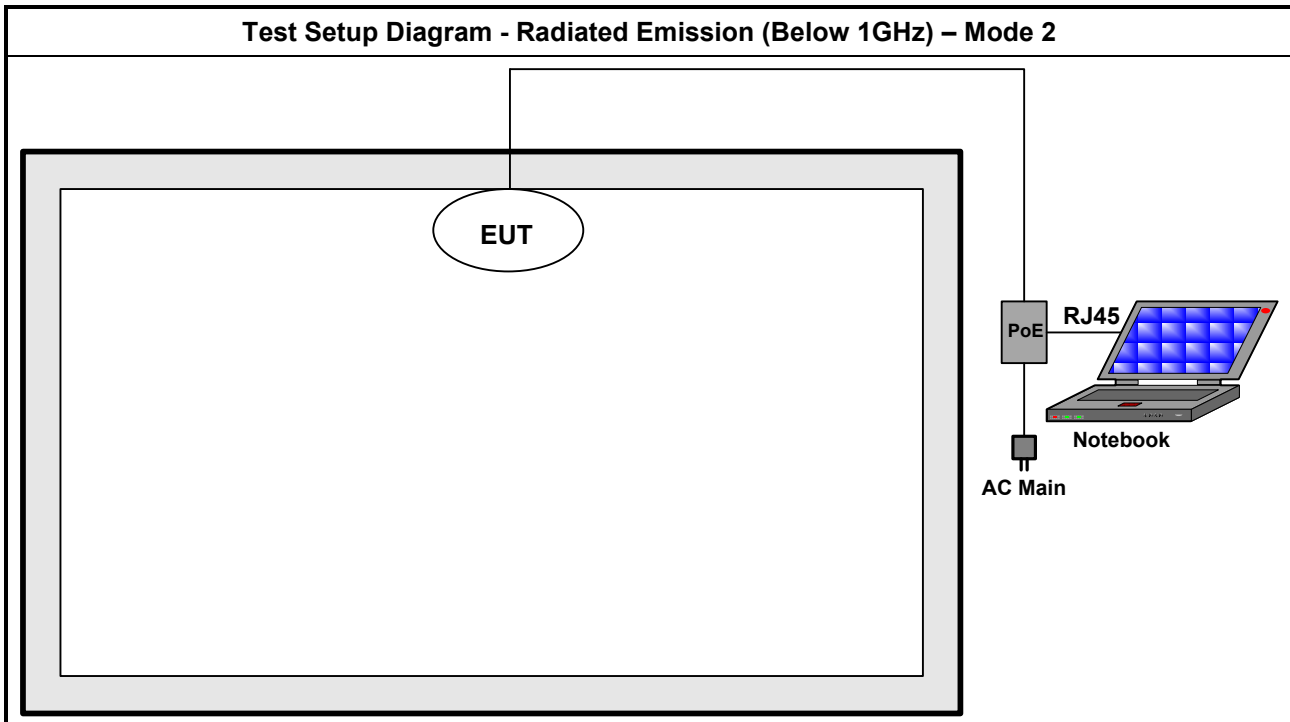 Test Setup Diagram - Radiated Emission (Below 1GHz) – Mode 2
EUT
PoE
RJ45
Notebook
AC Main